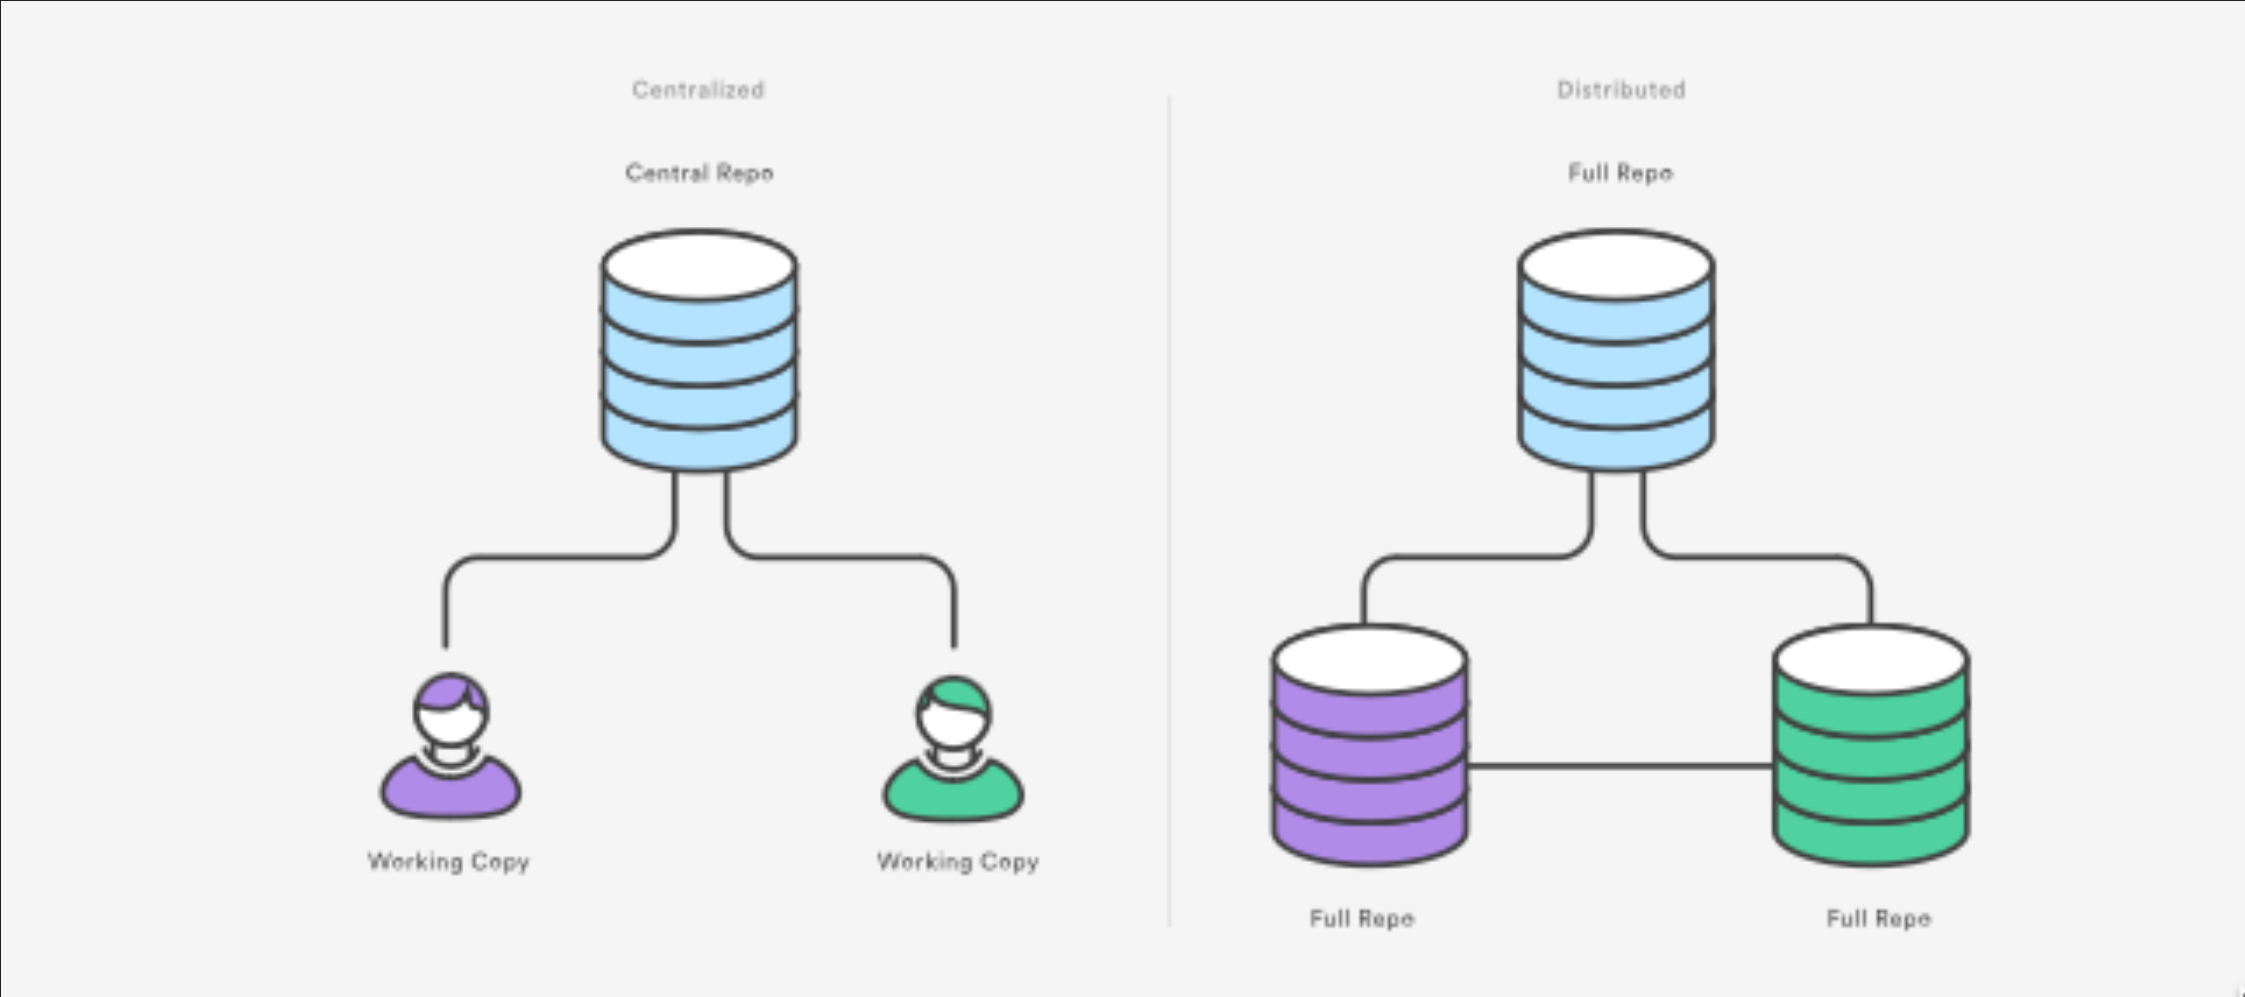 Centralized
Central Repo
Working Copy
Working Copy
Distributed
Full Repo
Full Repo
Full Repo